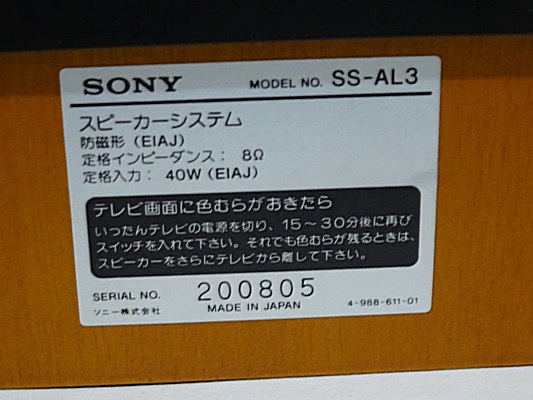 SONY MODEL NO. SS-AL3
スピーカーシステム
防磁形（EIAJ）
定格インピーダンス： 8Ω
定格入力： 40W（EIAJ）
テレビ画面に色むらがおきたら
いったんテレビの電源を切り、15～30分後に再び
スイッチを入れて下さい。それでも色むらが残るときは、
スピーカーをさらにテレビから離して下さい。
SERIAL NO. 200805
ソニー株式会社 MADE IN JAPAN 4-988-611-01